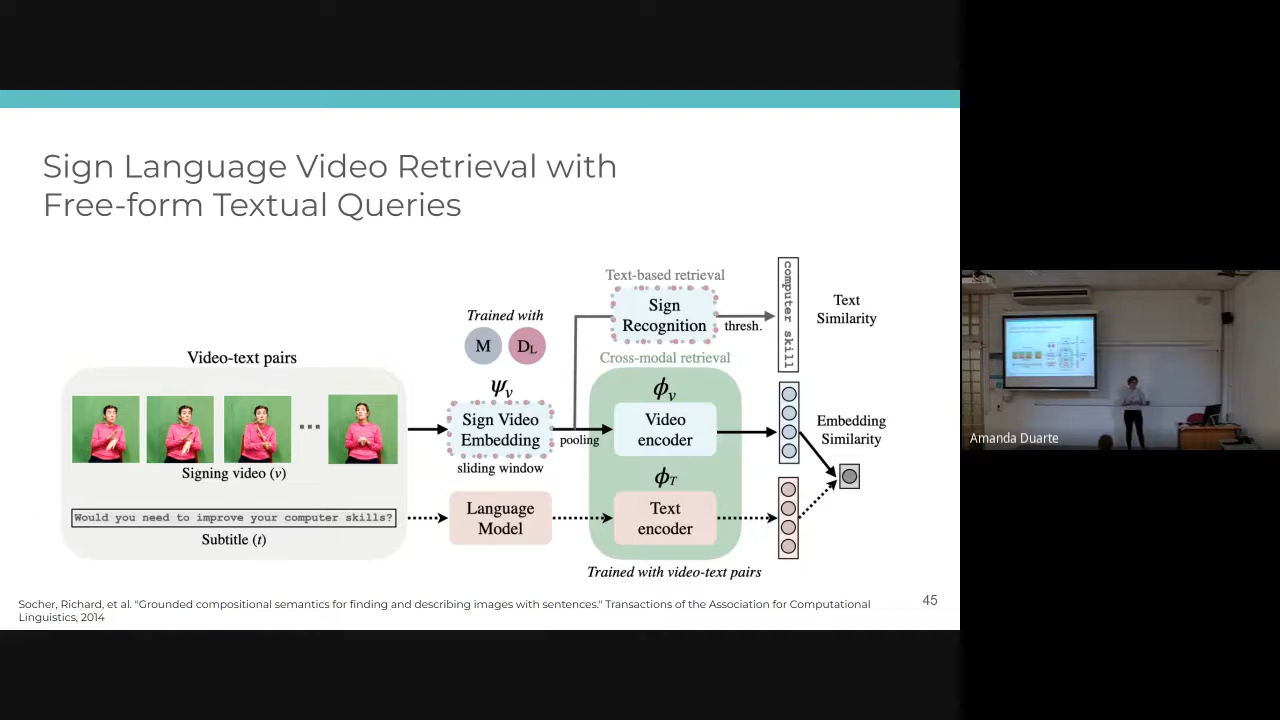 Sign Language Video Retrieval with
Free-form Textual Queries
Video-text pairs
Signing video (v)
Would you need to improve your computer skills?
Subtitle (t)
Trained with
M
DL
ψv
Sign Video
Embedding
sliding window
pooling
Language
Model
Text-based retrieval
Sign
Recognition
thresh.
Cross-modal retrieval
ϕv
Video
encoder
ϕT
Text
encoder
Trained with video-text pairs
computer skill
Text
Similarity
Embedding
Similarity
Socher, Richard, et al. "Grounded compositional semantics for finding and describing images with sentences." Transactions of the Association for Computational
Linguistics, 2014
45
Amanda Duarte